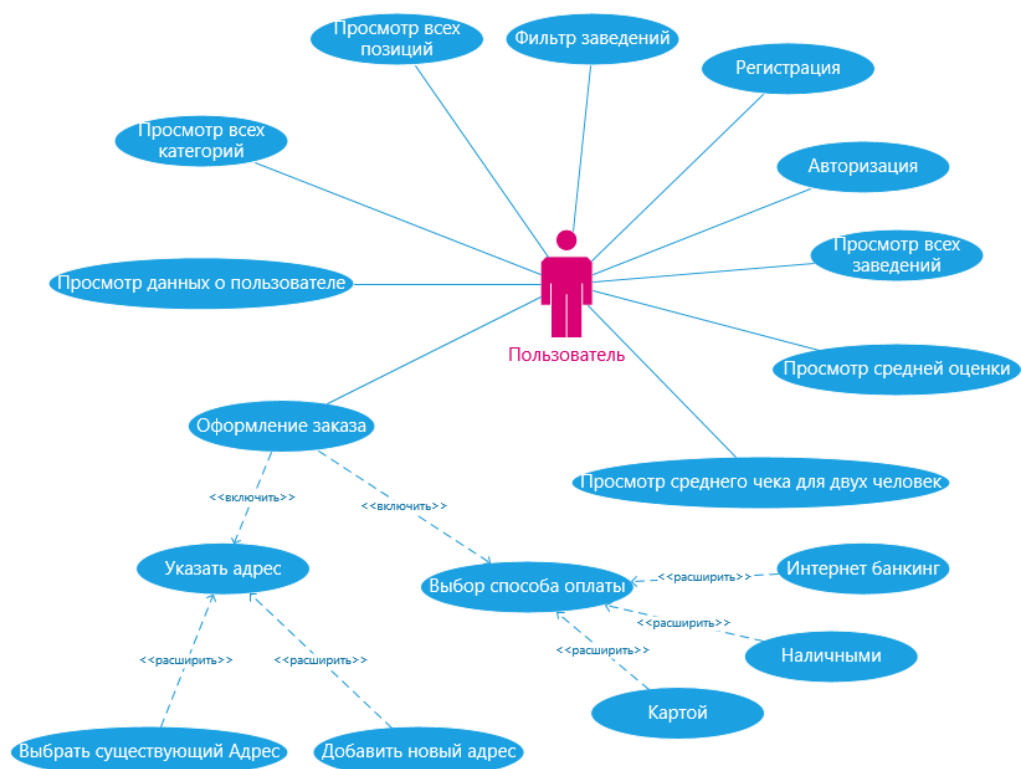 Просмотр всех
позиций
Фильтр заведений
Регистрация
Просмотр всех
категорий
Авторизация
Просмотр всех
заведений
Просмотр данных о пользователе
Пользователь
Просмотр средней оценки
Оформление заказа
Просмотр среднего чека для двух человек
<<включить>>
<<включить>>
Указать адрес
Выбор способа оплаты
<<расширить>>
Интернет банкинг
<<расширить>>
Наличными
<<расширить>>
<<расширить>>
<<расширить>>
Картой
Выбрать существующий Адрес
Добавить новый адрес